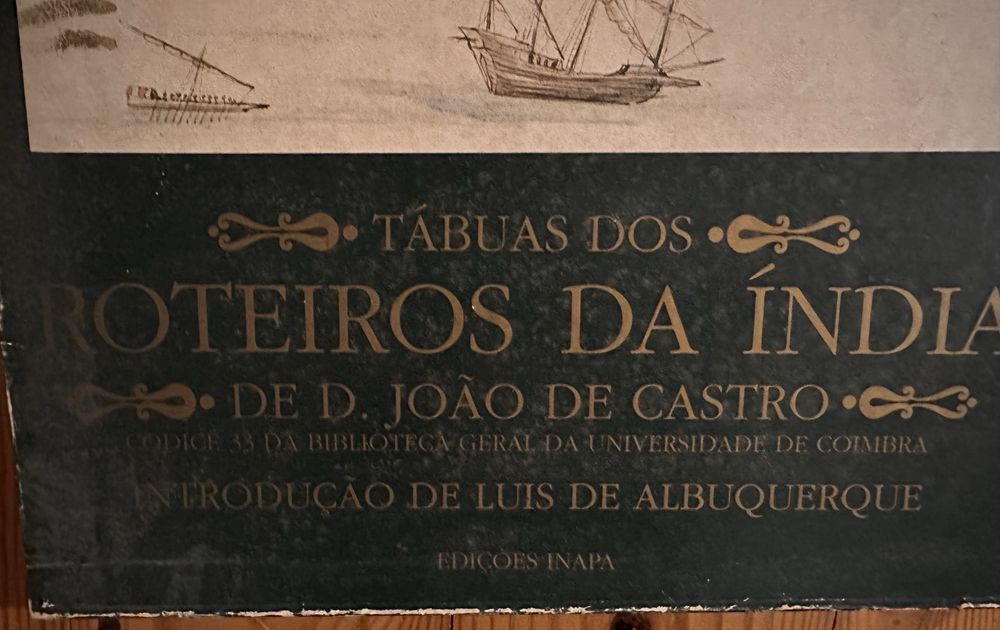 TÁBUAS DOS
ROTEIROS DA ÍNDIA
DE D. JOÃO DE CASTRO
CODICE 33 DA BIBLIOTECA GERAL DA UNIVERSIDADE DE COIMBRA
INTRODUÇÃO DE LUIS DE ALBUQUERQUE
EDIÇÕES INAPA